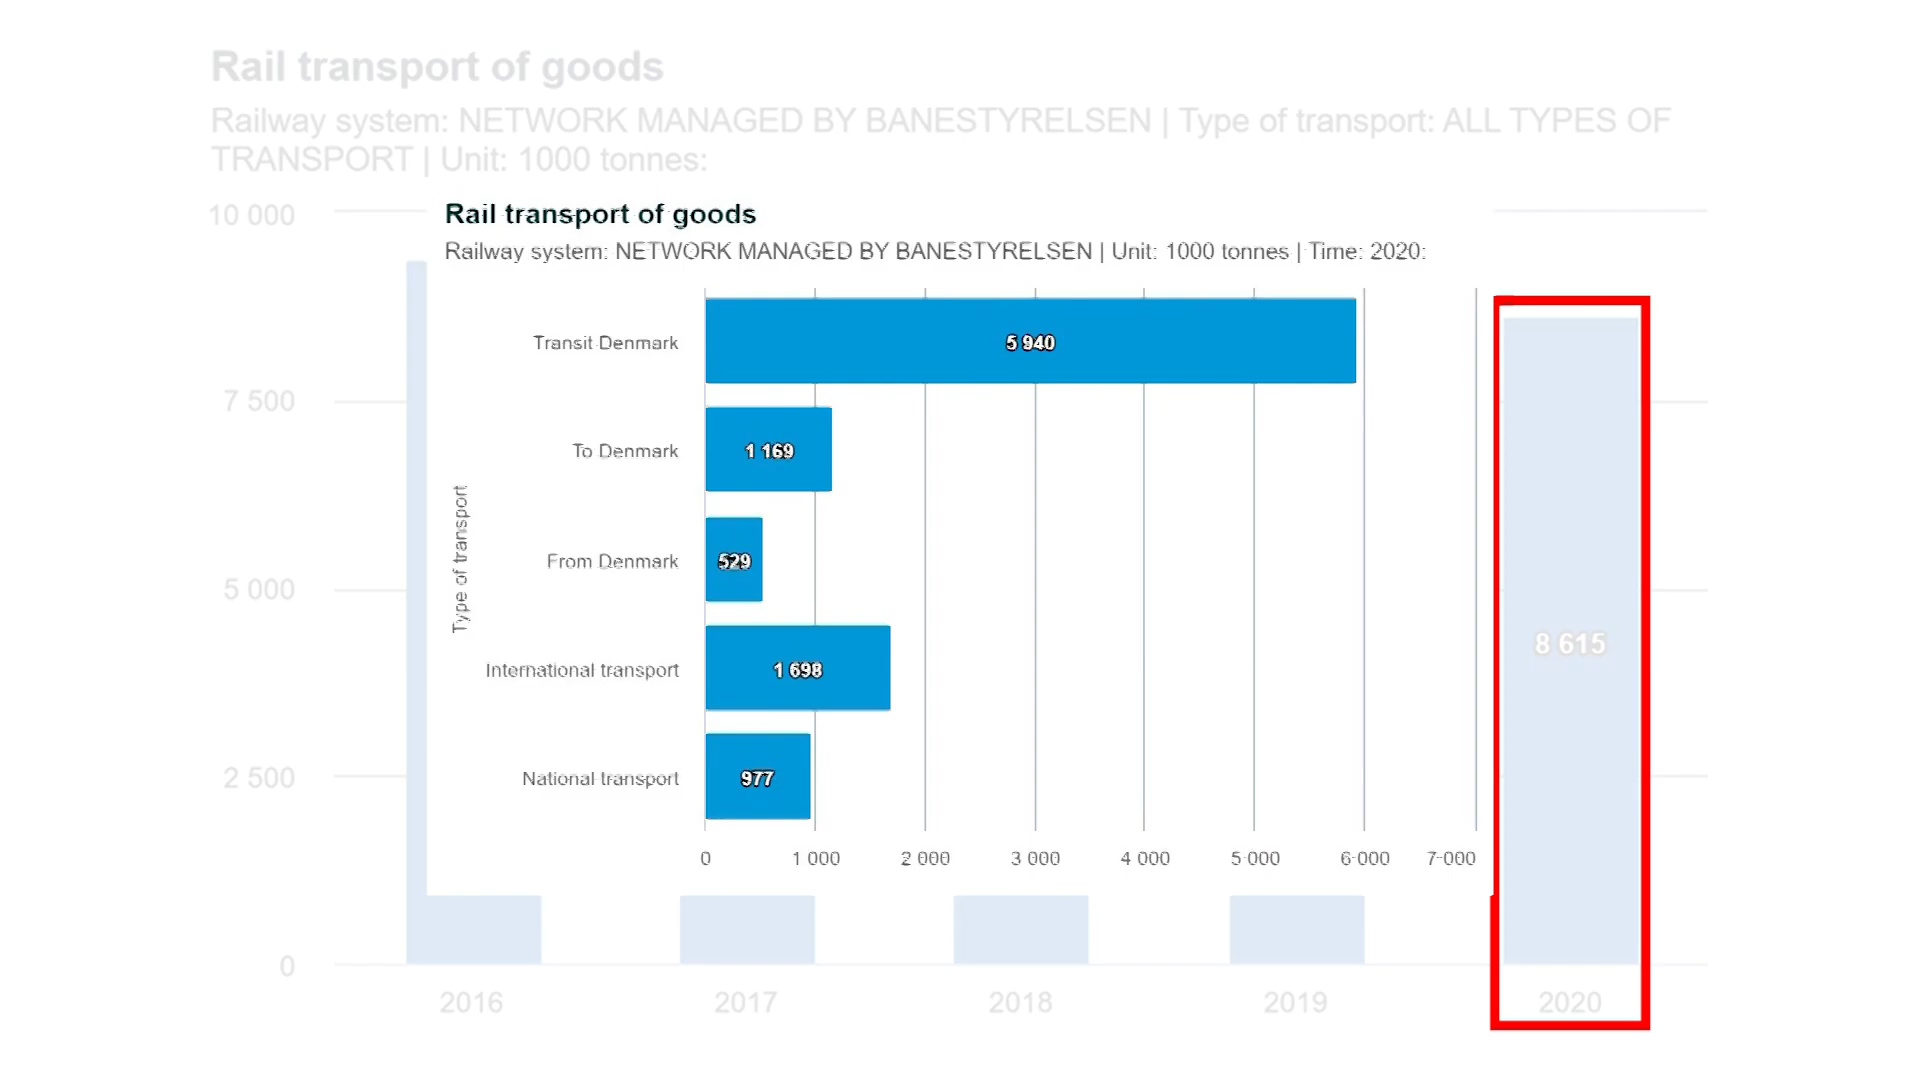 Rail transport of goods
Railway system: NETWORK MANAGED BY BANESTYRELSEN | Type of transport: ALL TYPES OF
TRANSPORT | Unit: 1000 tonnes:
10 000
7 500
5 000
2 500
0
Rail transport of goods
Railway system: NETWORK MANAGED BY BANESTYRELSEN | Unit: 1000 tonnes | Time: 2020:
Type of transport
Transit Denmark
5 940
To Denmark
1 169
From Denmark
529
International transport
1 698
National transport
977
0 1 000 2 000 3 000 4 000 5 000 6 000 7 000
8 615
2016 2017 2018 2019 2020